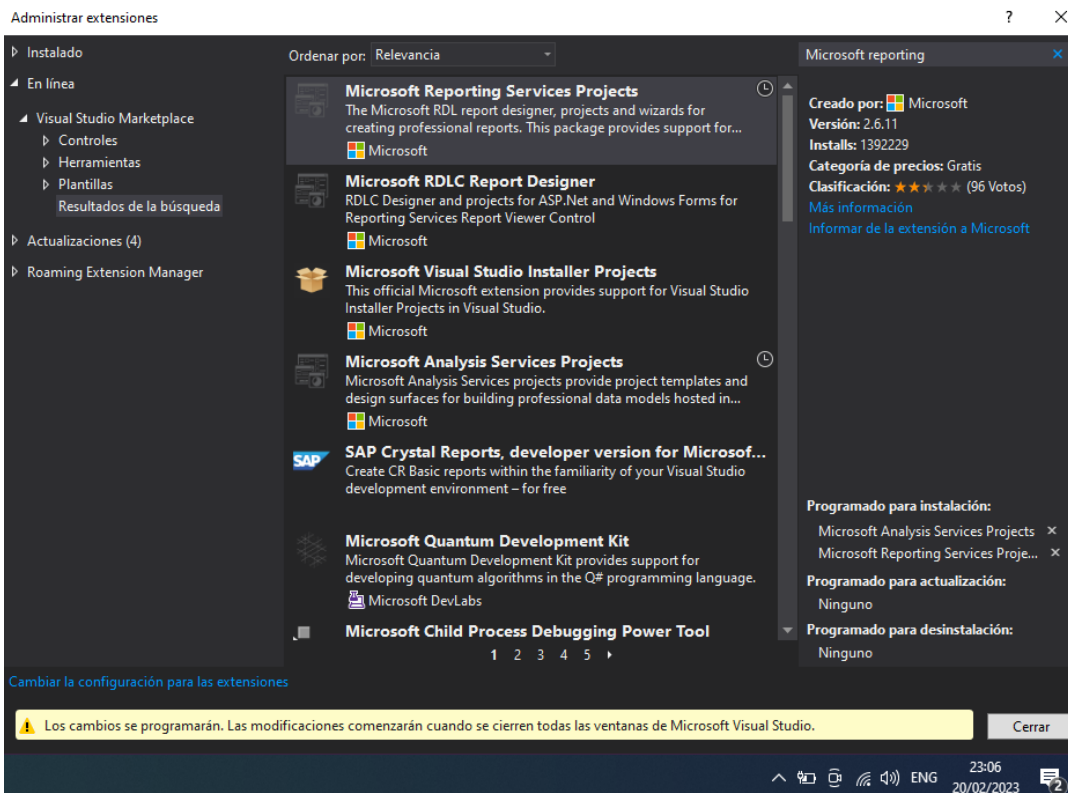 Administrar extensiones
?
Instalado
En línea
Visual Studio Marketplace
Controles
Herramientas
Plantillas
Resultados de la búsqueda
Actualizaciones (4)
Roaming Extension Manager
Ordenar por: Relevancia
Microsoft Reporting Services Projects
The Microsoft RDL report designer, projects and wizards for
creating professional reports. This package provides support for...
Microsoft
Microsoft RDLC Report Designer
RDLC Designer and projects for ASP.Net and Windows Forms for
Reporting Services Report Viewer Control
Microsoft
Microsoft Visual Studio Installer Projects
This official Microsoft extension provides support for Visual Studio
Installer Projects in Visual Studio.
Microsoft
Microsoft Analysis Services Projects
Microsoft Analysis Services projects provide project templates and
design surfaces for building professional data models hosted in...
Microsoft
SAP
SAP Crystal Reports, developer version for Microsof...
Create CR Basic reports within the familiarity of your Visual Studio
development environment – for free
Microsoft Quantum Development Kit
Microsoft Quantum Development Kit provides support for
developing quantum algorithms in the Q# programming language.
Microsoft DevLabs
Microsoft Child Process Debugging Power Tool
1 2 3 4 5
Microsoft reporting
Creado por: Microsoft
Versión: 2.6.11
Installs: 1392229
Categoría de precios: Gratis
Clasificación: (96 Votos)
Más información
Informar de la extensión a Microsoft
Programado para instalación:
Microsoft Analysis Services Projects
Microsoft Reporting Services Proje...
Programado para actualización:
Ninguno
Programado para desinstalación:
Ninguno
Cambiar la configuración para las extensiones
Los cambios se programarán. Las modificaciones comenzarán cuando se cierren todas las ventanas de Microsoft Visual Studio.
Cerrar
ENG
23:06
20/02/2023
2